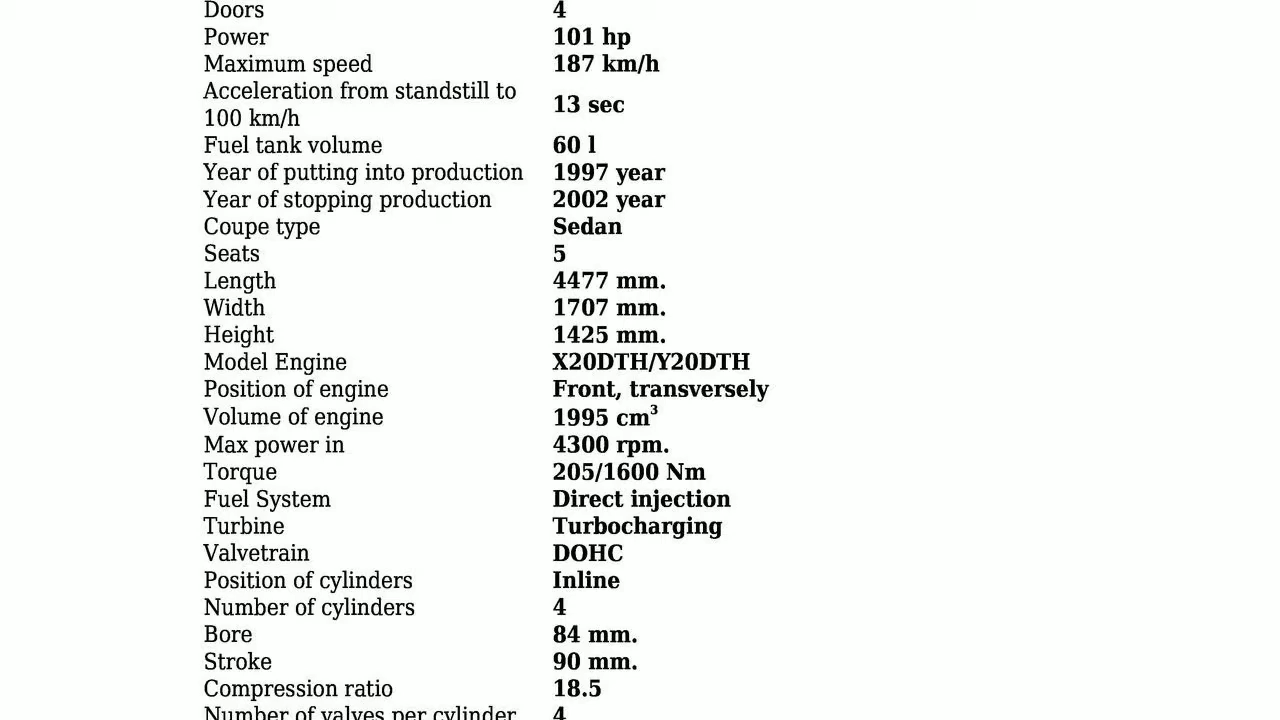 Doors 4
Power 101 hp
Maximum speed 187 km/h
Acceleration from standstill to
100 km/h 13 sec
Fuel tank volume 60 l
Year of putting into production 1997 year
Year of stopping production 2002 year
Coupe type Sedan
Seats 5
Length 4477 mm.
Width 1707 mm.
Height 1425 mm.
Model Engine X20DTH/Y20DTH
Position of engine Front, transversely
Volume of engine 1995 cm³
Max power in 4300 rpm.
Torque 205/1600 Nm
Fuel System Direct injection
Turbine Turbocharging
Valvetrain DOHC
Position of cylinders Inline
Number of cylinders 4
Bore 84 mm.
Stroke 90 mm.
Compression ratio 18.5
Number of valves per cylinder 4